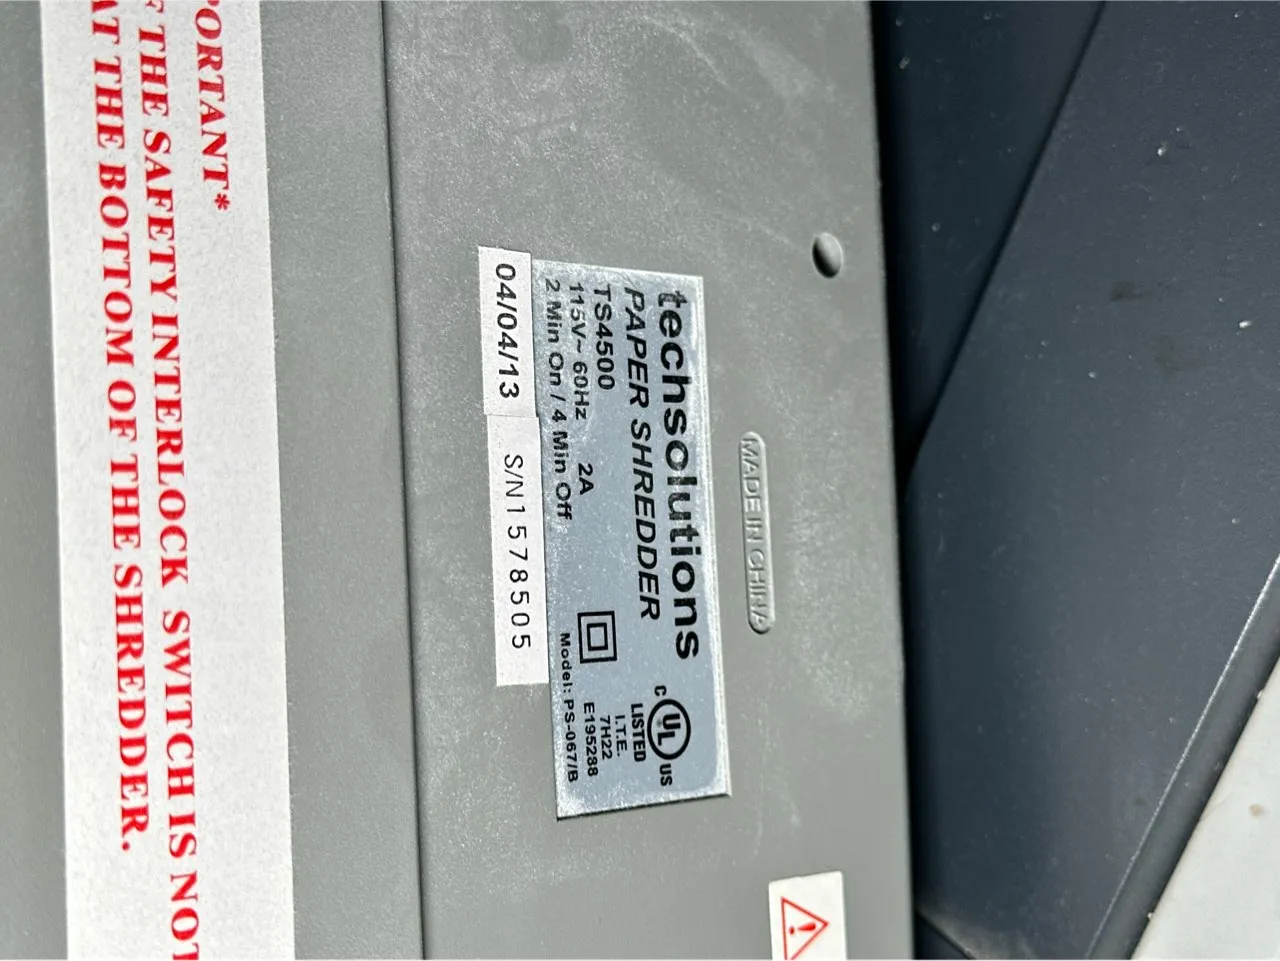 MADE IN CHINA
techsolutions
PAPER SHREDDER
TS4500
115V~ 60Hz 2A
2 Min On / 4 Min Off
C UL US
LISTED
I.T.E.
7H22
E195288
Model: PS-067/B
04/04/13
S/N1578505
PORTANT*
F THE SAFETY INTERLOCK SWITCH IS NOT
AT THE BOTTOM OF THE SHREDDER.
!